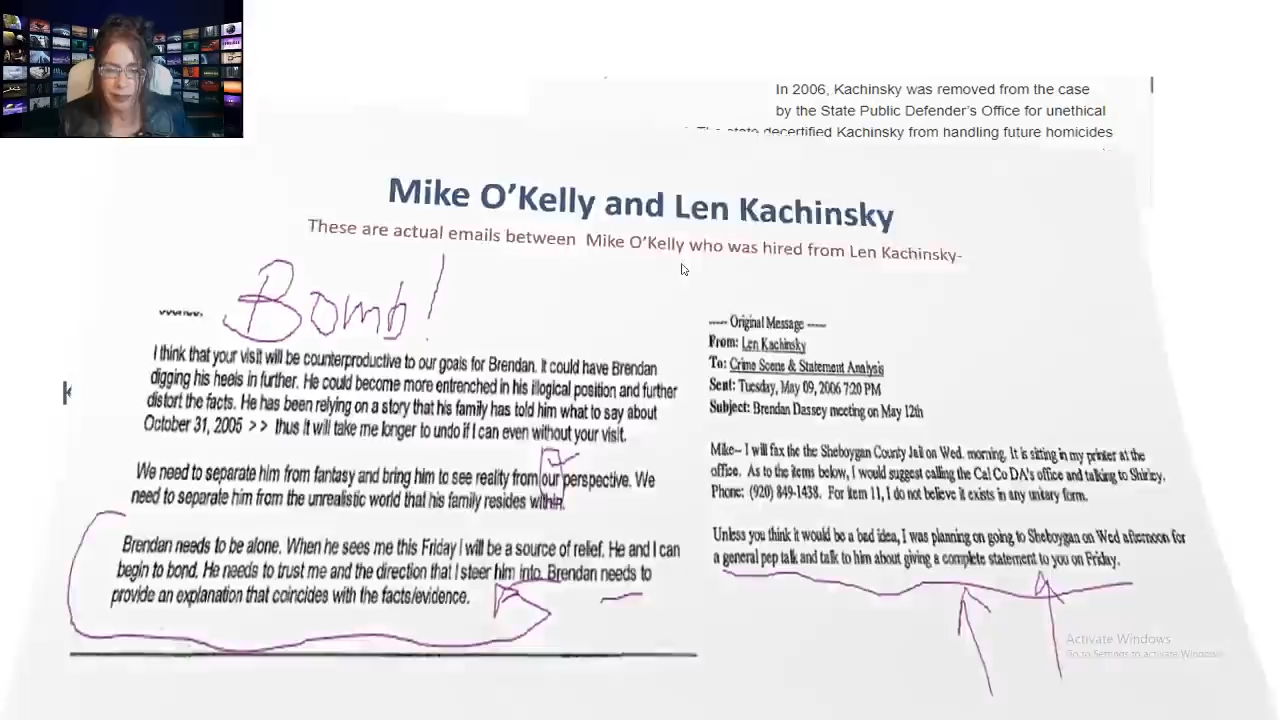 In 2006, Kachinsky was removed from the case
by the State Public Defender's Office for unethical
decertified Kachinsky from handling future homicides
Mike O'Kelly and Len Kachinsky
These are actual emails between Mike O'Kelly who was hired from Len Kachinsky-
Bomb!
I think that your visit will be counterproductive to our goals for Brendan. It could have Brendan
digging his heels in further. He could become more entrenched in his illogical position and further
distort the facts. He has been relying on a story that his family has told him what to say about
October 31, 2005 >> thus it will take me longer to undo if I can even without your visit.
We need to separate him from fantasy and bring him to see reality from our perspective. We
need to separate him from the unrealistic world that his family resides within.
Brendan needs to be alone. When he sees me this Friday I will be a source of relief. He and I can
begin to bond. He needs to trust me and the direction that I steer him into. Brendan needs to
provide an explanation that coincides with the facts/evidence.
---- Original Message ----
From: Len Kachinsky
To: Crime Scene & Statement Analysis
Sent: Tuesday, May 09, 2006 7:20 PM
Subject: Brendan Dassey meeting on May 12th
Mike- I will fax the the Sheboygan County Jail on Wed. morning. It is sitting in my printer at the
office. As to the items below, I would suggest calling the Cal Co DA's office and talking to Shirley.
Phone: (920) 849-1438. For item 11, I do not believe it exists in any unitary form.
Unless you think it would be a bad idea, I was planning on going to Sheboygan on Wed afternoon for
a general pep talk and talk to him about giving a complete statement to you on Friday.
Activate Windows
Go to Settings to activate Windows